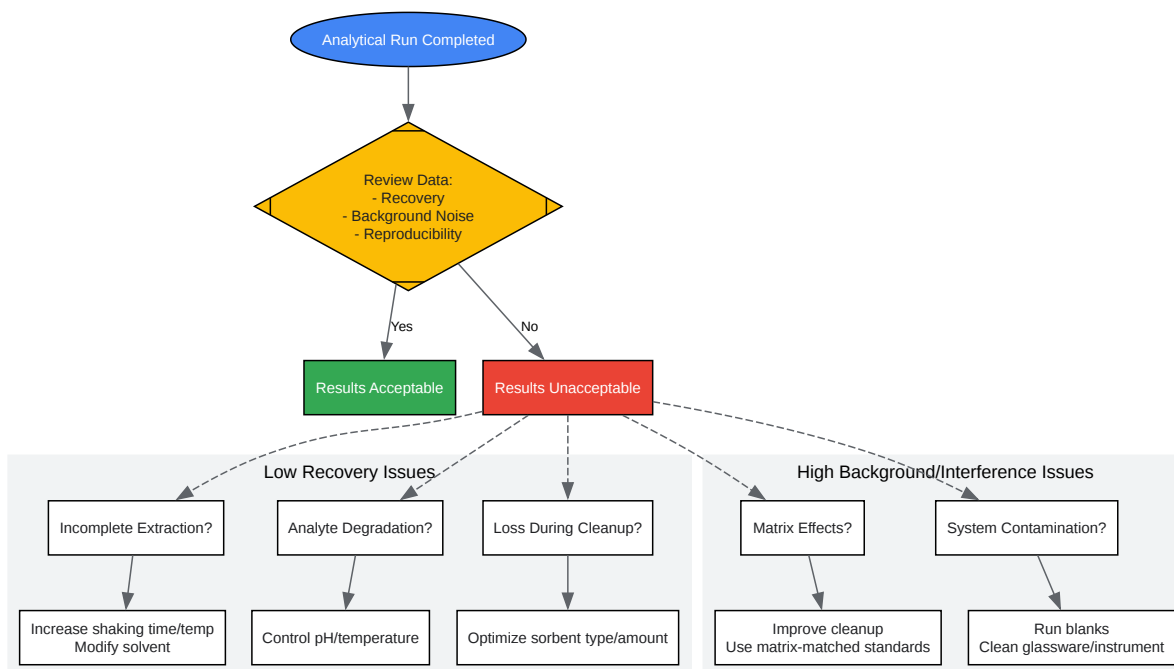 Analytical Run Completed
Review Data:
- Recovery
- Background Noise
- Reproducibility
Yes
No
Results Acceptable
Results Unacceptable
Low Recovery Issues
High Background/Interference Issues
Incomplete Extraction?
Analyte Degradation?
Loss During Cleanup?
Matrix Effects?
System Contamination?
Increase shaking time/temp
Modify solvent
Control pH/temperature
Optimize sorbent type/amount
Improve cleanup
Use matrix-matched standards
Run blanks
Clean glassware/instrument